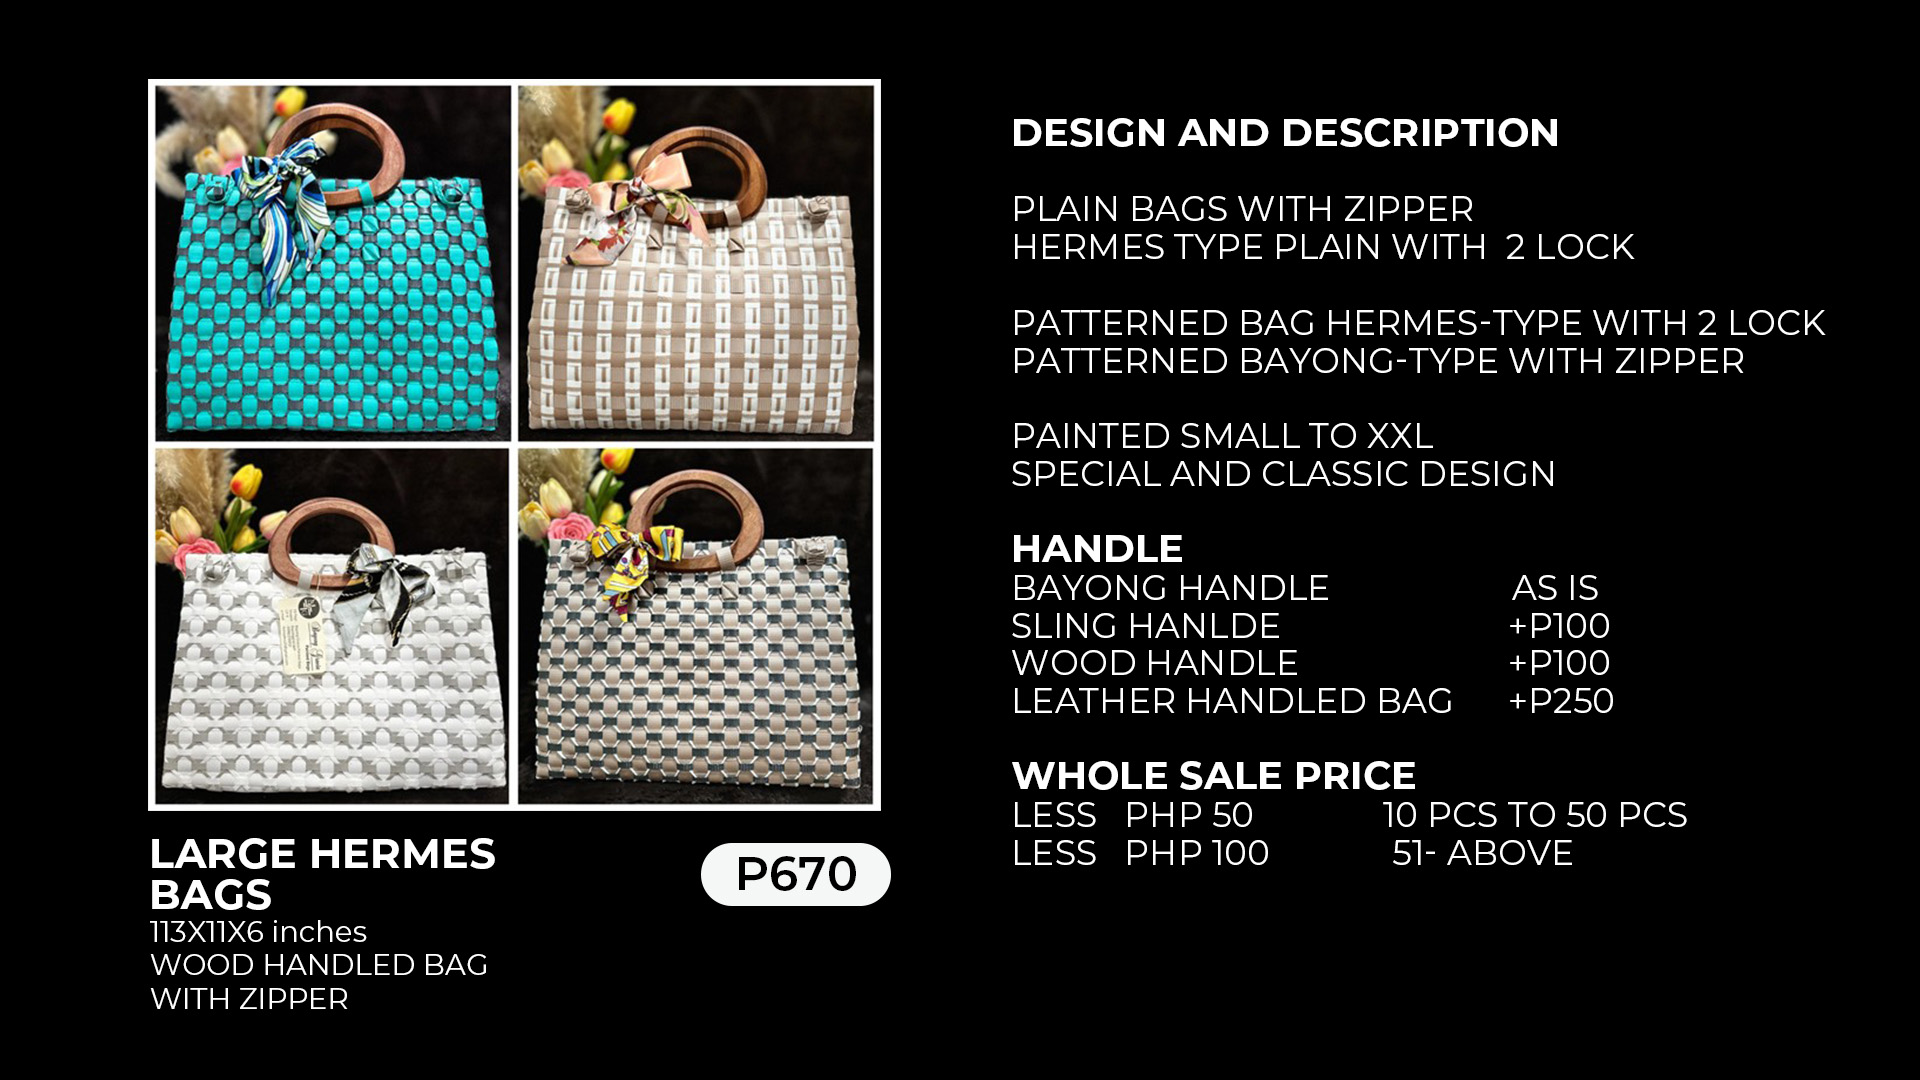 LARGE HERMES
BAGS
P670
113X11X6 inches
WOOD HANDLED BAG
WITH ZIPPER
DESIGN AND DESCRIPTION
PLAIN BAGS WITH ZIPPER
HERMES TYPE PLAIN WITH 2 LOCK
PATTERNED BAG HERMES-TYPE WITH 2 LOCK
PATTERNED BAYONG-TYPE WITH ZIPPER
PAINTED SMALL TO XXL
SPECIAL AND CLASSIC DESIGN
HANDLE
BAYONG HANDLE AS IS
SLING HANLDE +P100
WOOD HANDLE +P100
LEATHER HANDLED BAG +P250
WHOLE SALE PRICE
LESS PHP 50 10 PCS TO 50 PCS
LESS PHP 100 51- ABOVE